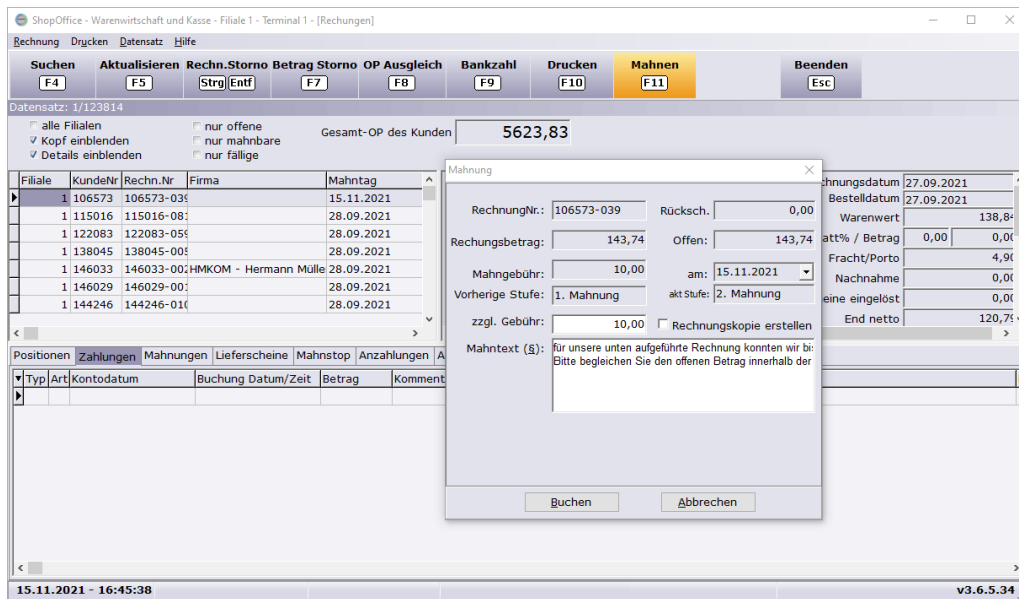 ShopOffice - Warenwirtschaft und Kasse - Filiale 1 - Terminal 1 - [Rechungen]
Rechnung Drucken Datensatz Hilfe
Suchen Aktualisieren Rechn.Storno Betrag Storno OP Ausgleich Bankzahl Drucken Mahnen Beenden
F4 F5 Strg Entf F7 F8 F9 F10 F11 Esc
Datensatz: 1/123814
alle Filialen nur offene
Kopf einblenden nur mahnbare
Details einblenden nur fällige
Gesamt-OP des Kunden 5623,83
Filiale KundeNr Rechn.Nr Firma Mahntag
1 106573 106573-039 15.11.2021
1 115016 115016-081 28.09.2021
1 122083 122083-059 28.09.2021
1 138045 138045-005 28.09.2021
1 146033 146033-002 HMKOM - Hermann Mülle 28.09.2021
1 146029 146029-001 28.09.2021
1 144246 144246-010 28.09.2021
Mahnung
RechnungNr.: 106573-039 Rücksch. 0,00
Rechungsbetrag: 143,74 Offen: 143,74
Mahngebühr: 10,00 am: 15.11.2021
Vorherige Stufe: 1. Mahnung akt Stufe: 2. Mahnung
zzgl. Gebühr: 10,00 Rechnungskopie erstellen
Mahntext (§): für unsere unten aufgeführte Rechnung konnten wir bi
Bitte begleichen Sie den offenen Betrag innerhalb der
Buchen Abbrechen
chnungsdatum 27.09.2021
Bestelldatum 27.09.2021
Warenwert 138,84
att% / Betrag 0,00 0,00
Fracht/Porto 4,90
Nachnahme 0,00
eine eingelöst 0,00
End netto 120,79
Positionen Zahlungen Mahnungen Lieferscheine Mahnstop Anzahlungen A
Typ Art Kontodatum Buchung Datum/Zeit Betrag Komment
15.11.2021 - 16:45:38 v3.6.5.34